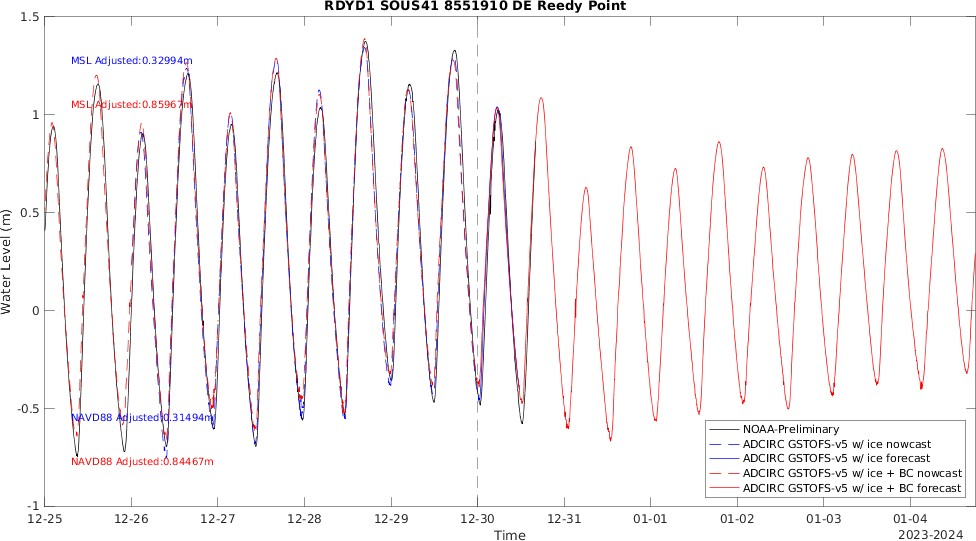 RDYD1 SOUS41 8551910 DE Reedy Point
1.5
1
0.5
0
-0.5
-1
Water Level (m)
MSL Adjusted:0.32994m
MSL Adjusted:0.85967m
NAVD88 Adjusted:0.31494m
NAVD88 Adjusted:0.84467m
NOAA-Preliminary
ADCIRC GSTOFS-v5 w/ ice nowcast
ADCIRC GSTOFS-v5 w/ ice forecast
ADCIRC GSTOFS-v5 w/ ice + BC nowcast
ADCIRC GSTOFS-v5 w/ ice + BC forecast
12-25 12-26 12-27 12-28 12-29 12-30 12-31 01-01 01-02 01-03 01-04
Time
2023-2024